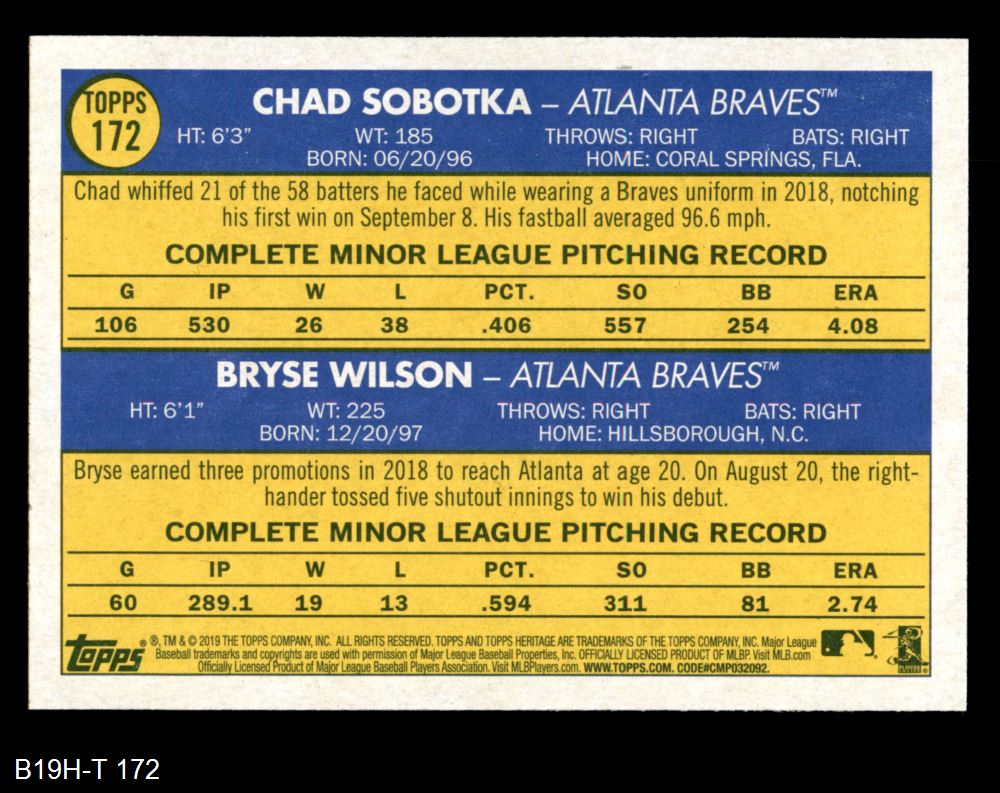 TOPPS
172
CHAD SOBOTKA – ATLANTA BRAVES™
HT: 6'3" WT: 185 THROWS: RIGHT BATS: RIGHT
BORN: 06/20/96 HOME: CORAL SPRINGS, FLA.
Chad whiffed 21 of the 58 batters he faced while wearing a Braves uniform in 2018, notching
his first win on September 8. His fastball averaged 96.6 mph.
COMPLETE MINOR LEAGUE PITCHING RECORD
G IP W L PCT. SO BB ERA
106 530 26 38 .406 557 254 4.08
BRYSE WILSON – ATLANTA BRAVES™
HT: 6'1" WT: 225 THROWS: RIGHT BATS: RIGHT
BORN: 12/20/97 HOME: HILLSBOROUGH, N.C.
Bryse earned three promotions in 2018 to reach Atlanta at age 20. On August 20, the right-
hander tossed five shutout innings to win his debut.
COMPLETE MINOR LEAGUE PITCHING RECORD
G IP W L PCT. SO BB ERA
60 289.1 19 13 .594 311 81 2.74
Topps® ®, TM & © 2019 THE TOPPS COMPANY, INC. ALL RIGHTS RESERVED. TOPPS AND TOPPS HERITAGE ARE TRADEMARKS OF THE TOPPS COMPANY, INC. Major League
Baseball trademarks and copyrights are used with permission of Major League Baseball Properties, Inc. OFFICIALLY LICENSED PRODUCT OF MLBP. Visit MLB.com
Officially Licensed Product of Major League Baseball Players Association. Visit MLBPlayers.com. WWW.TOPPS.COM. CODE#CMP032092.
B19H-T 172